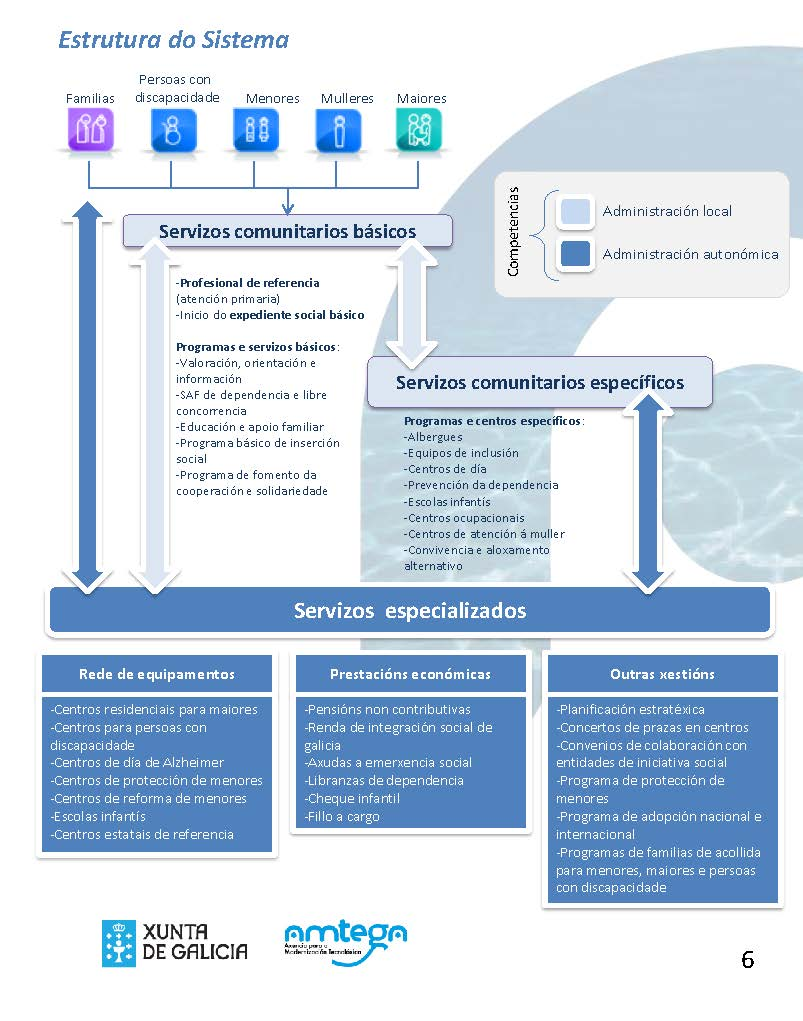 Estrutura do Sistema
Familias
Persoas con
discapacidade
Menores
Mulleres
Maiores
Competencias
Administración local
Administración autonómica
Servizos comunitarios básicos
-Profesional de referencia
(atención primaria)
-Inicio do expediente social básico
Programas e servizos básicos:
-Valoración, orientación e
información
-SAF de dependencia e libre
concorrencia
-Educación e apoio familiar
-Programa básico de inserción
social
-Programa de fomento da
cooperación e solidariedade
Servizos comunitarios específicos
Programas e centros específicos:
-Albergues
-Equipos de inclusión
-Centros de día
-Prevención da dependencia
-Escolas infantís
-Centros ocupacionais
-Centros de atención á muller
-Convivencia e aloxamento
alternativo
Servizos especializados
Rede de equipamentos
-Centros residenciais para maiores
-Centros para persoas con
discapacidade
-Centros de día de Alzheimer
-Centros de protección de menores
-Centros de reforma de menores
-Escolas infantís
-Centros estatais de referencia
Prestacións económicas
-Pensións non contributivas
-Renda de integración social de
galicia
-Axudas a emerxencia social
-Libranzas de dependencia
-Cheque infantil
-Fillo a cargo
Outras xestións
-Planificación estratéxica
-Concertos de prazas en centros
-Convenios de colaboración con
entidades de iniciativa social
-Programa de protección de
menores
-Programa de adopción nacional e
internacional
-Programas de familias de acollida
para menores, maiores e persoas
con discapacidade
XUNTA
DE GALICIA
amtega
Axencia para a
Modernización Tecnolóxica
6